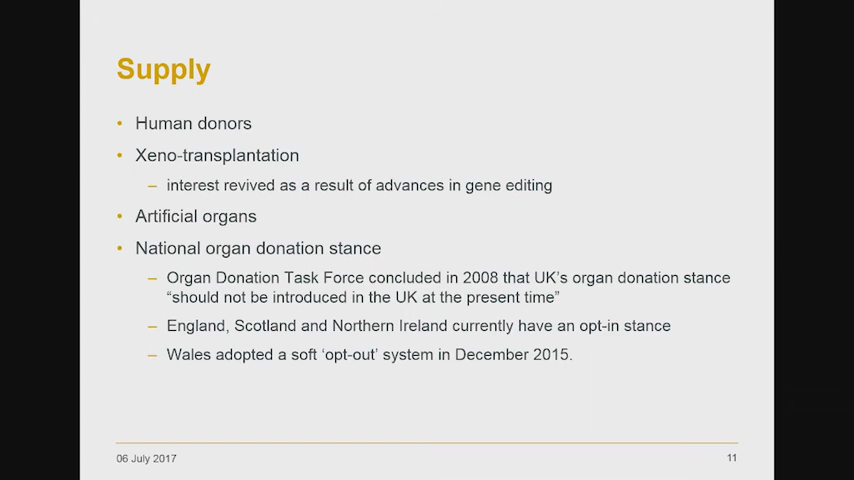 Supply
• Human donors
• Xeno-transplantation
– interest revived as a result of advances in gene editing
• Artificial organs
• National organ donation stance
– Organ Donation Task Force concluded in 2008 that UK’s organ donation stance
“should not be introduced in the UK at the present time”
– England, Scotland and Northern Ireland currently have an opt-in stance
– Wales adopted a soft ‘opt-out’ system in December 2015.
06 July 2017
11